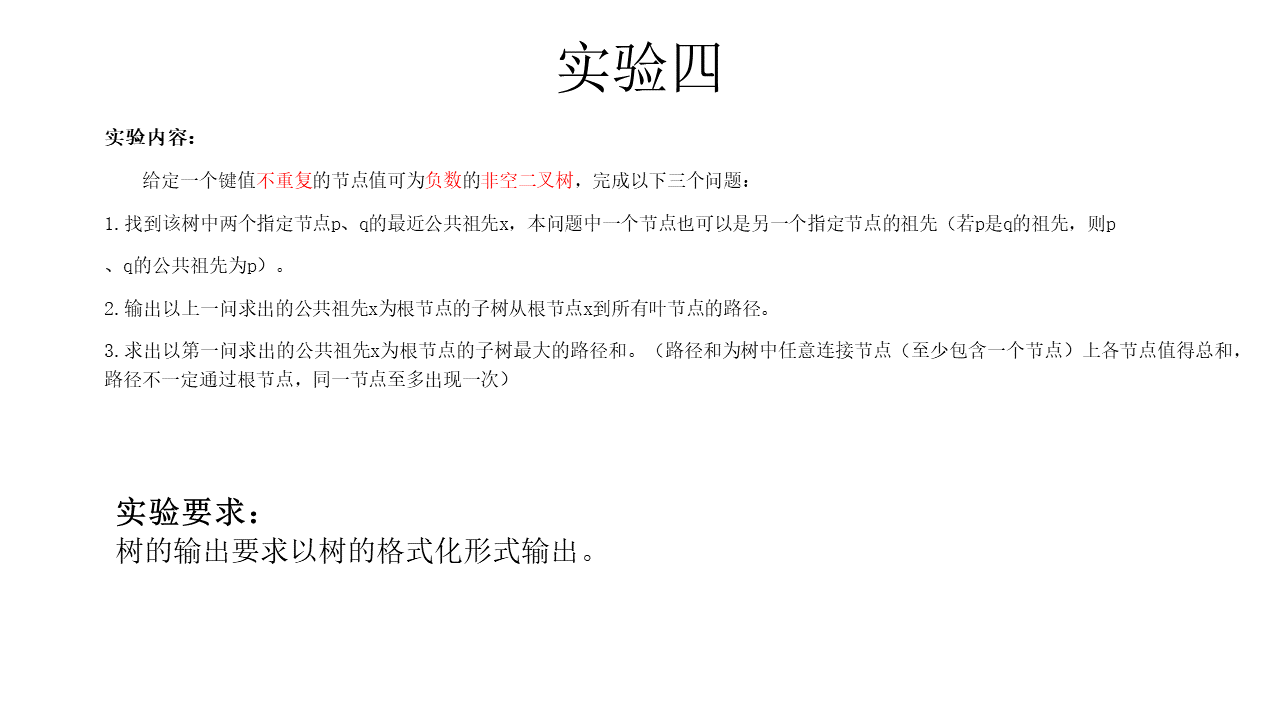 实验四
实验内容：
给定一个键值不重复的节点值可为负数的非空二叉树，完成以下三个问题：
1.找到该树中两个指定节点p、q的最近公共祖先x，本问题中一个节点也可以是另一个指定节点的祖先（若p是q的祖先，则p
、q的公共祖先为p）。
2.输出以上一问求出的公共祖先x为根节点的子树从根节点x到所有叶节点的路径。
3.求出以第一问求出的公共祖先x为根节点的子树最大的路径和。（路径和为树中任意连接节点（至少包含一个节点）上各节点值得总和，
路径不一定通过根节点，同一节点至多出现一次）
实验要求：
树的输出要求以树的格式化形式输出。